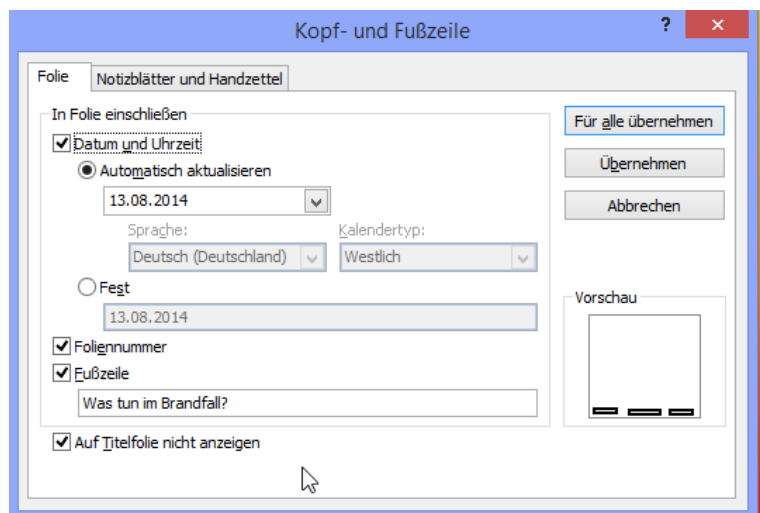 Kopf- und Fußzeile
?
Folie
Notizblätter und Handzettel
In Folie einschließen
Datum und Uhrzeit
Automatisch aktualisieren
13.08.2014
Sprache:
Kalendertyp:
Deutsch (Deutschland)
Westlich
Fest
13.08.2014
Foliennummer
Fußzeile
Was tun im Brandfall?
Auf Titelfolie nicht anzeigen
Für alle übernehmen
Übernehmen
Abbrechen
Vorschau